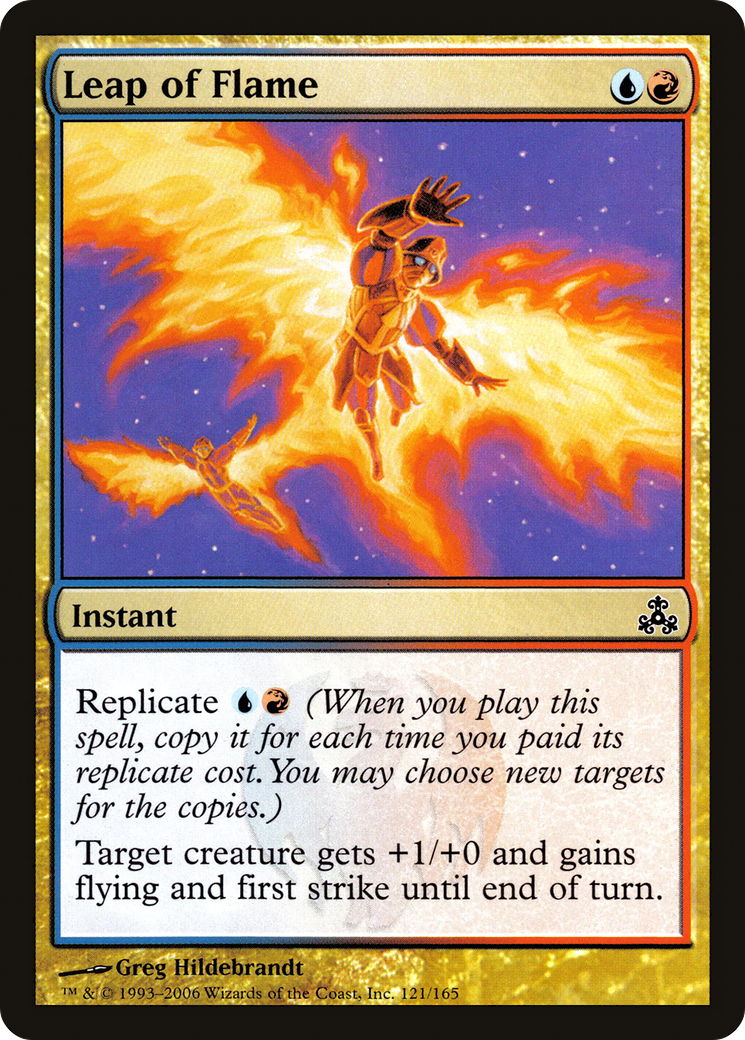 Leap of Flame
Instant
Replicate (When you play this
spell, copy it for each time you paid its
replicate cost. You may choose new targets
for the copies.)
Target creature gets +1/+0 and gains
flying and first strike until end of turn.
Greg Hildebrandt
™ & © 1993–2006 Wizards of the Coast, Inc. 121/165